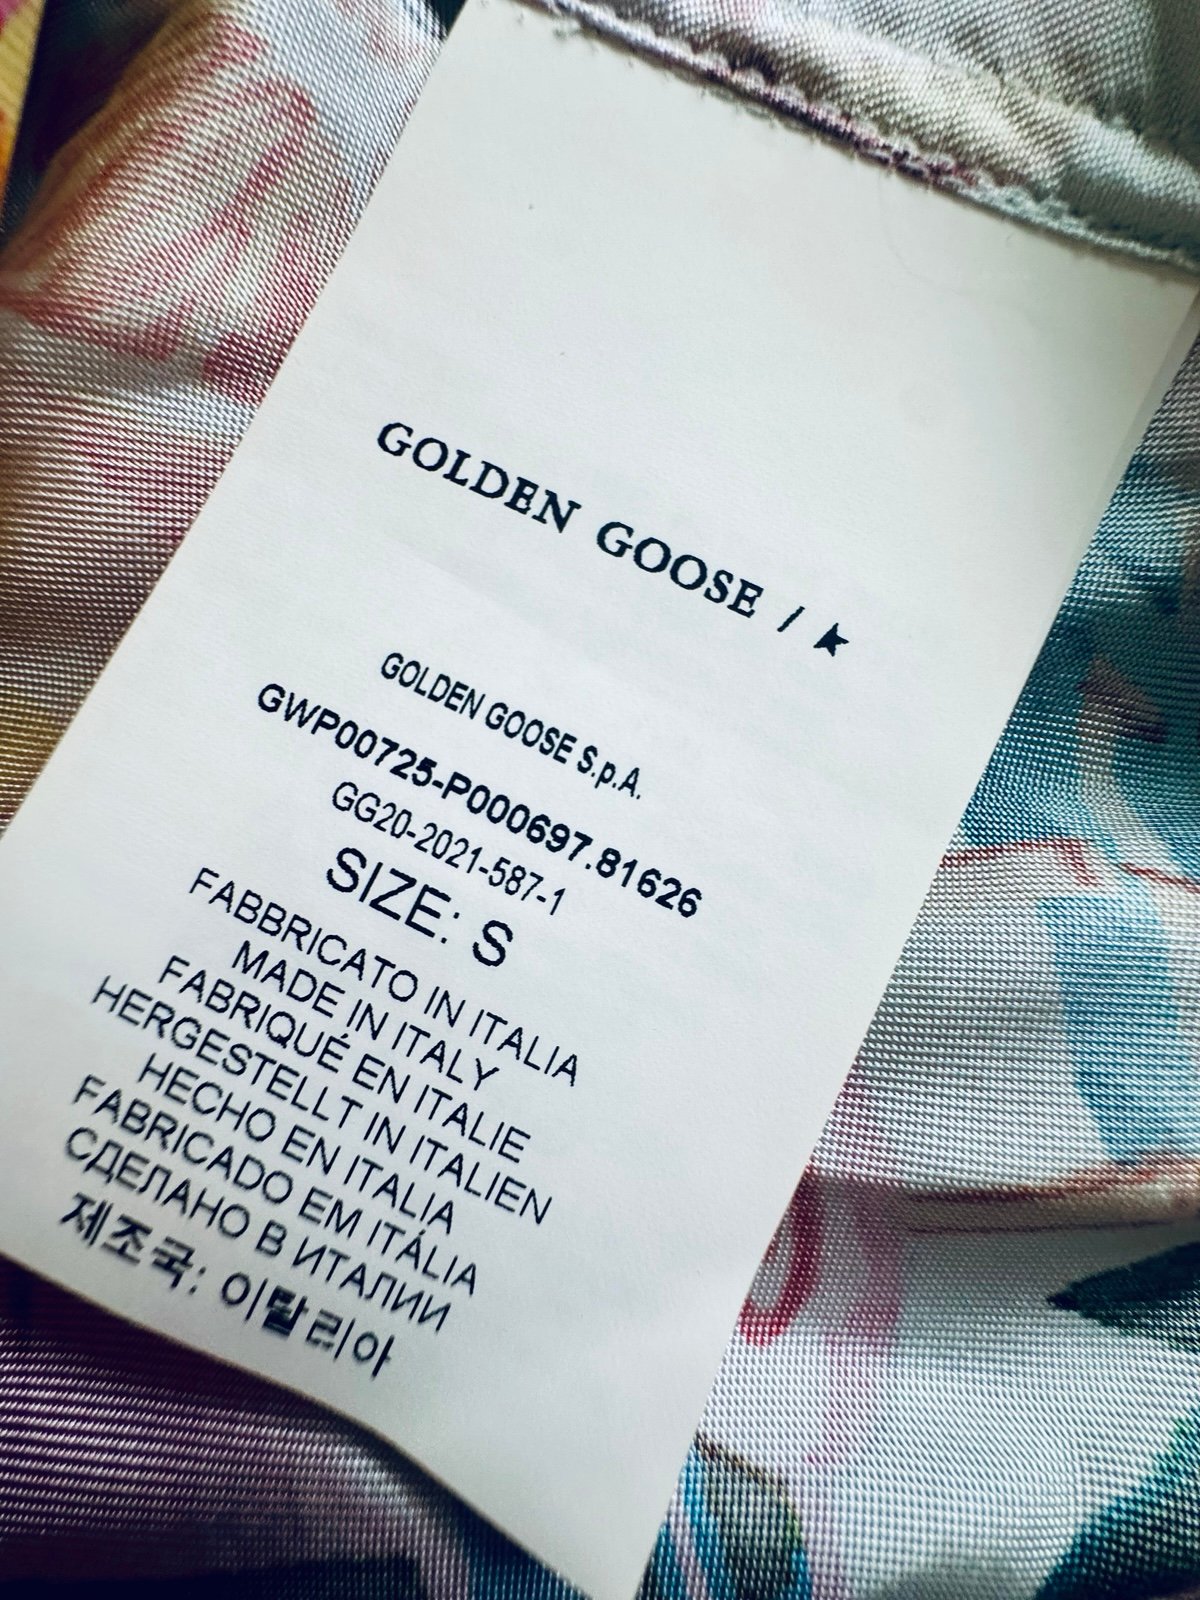 GOLDEN GOOSE / ★
GOLDEN GOOSE S.p.A.
GWP00725-P000697.81626
GG20-2021-587-1
SIZE: S
FABBRICATO IN ITALIA
MADE IN ITALY
FABRIQUÉ EN ITALIE
HERGESTELLT IN ITALIEN
HECHO EN ITALIA
FABRICADO EM ITÁLIA
СДЕЛАНО В ИТАЛИИ
제조국: 이탈리아